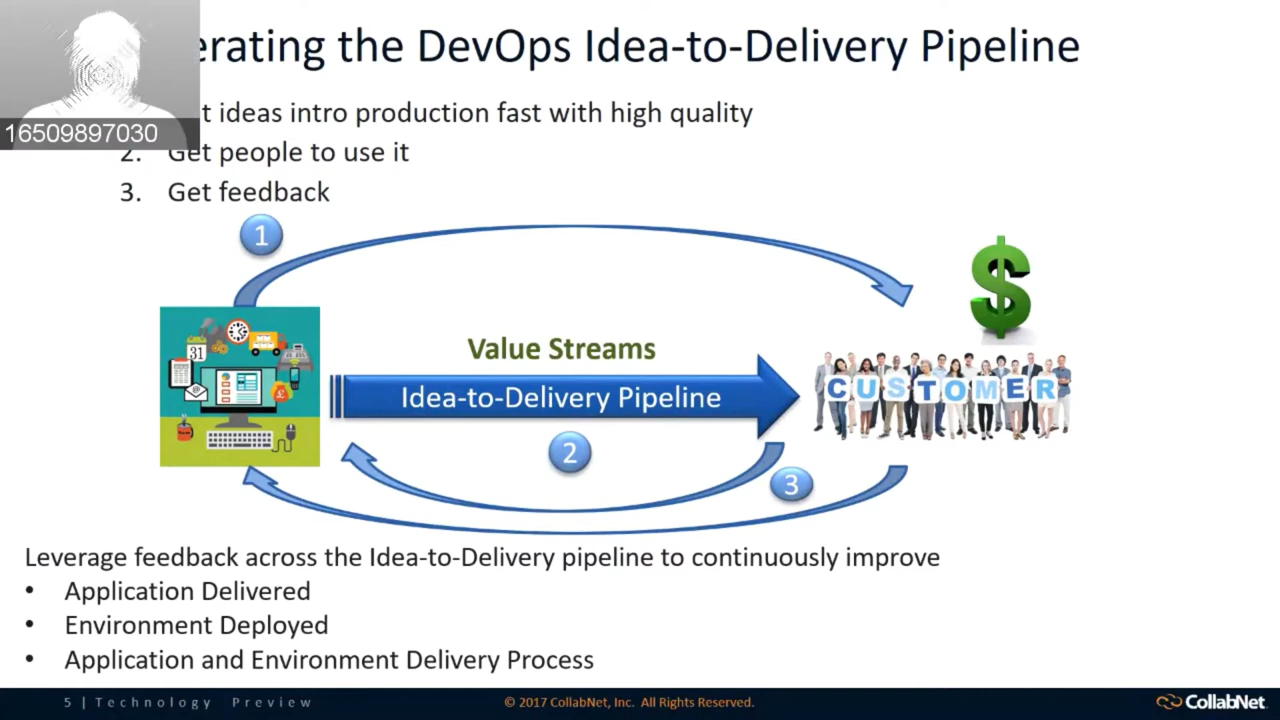 erating the DevOps Idea-to-Delivery Pipeline
t ideas intro production fast with high quality
16509897030
2. Get people to use it
3. Get feedback
1
$
31
Value Streams
Idea-to-Delivery Pipeline
CUSTOMER
2
3
Leverage feedback across the Idea-to-Delivery pipeline to continuously improve
• Application Delivered
• Environment Deployed
• Application and Environment Delivery Process
5 | Technology Preview
© 2017 CollabNet, Inc. All Rights Reserved.
CollabNet